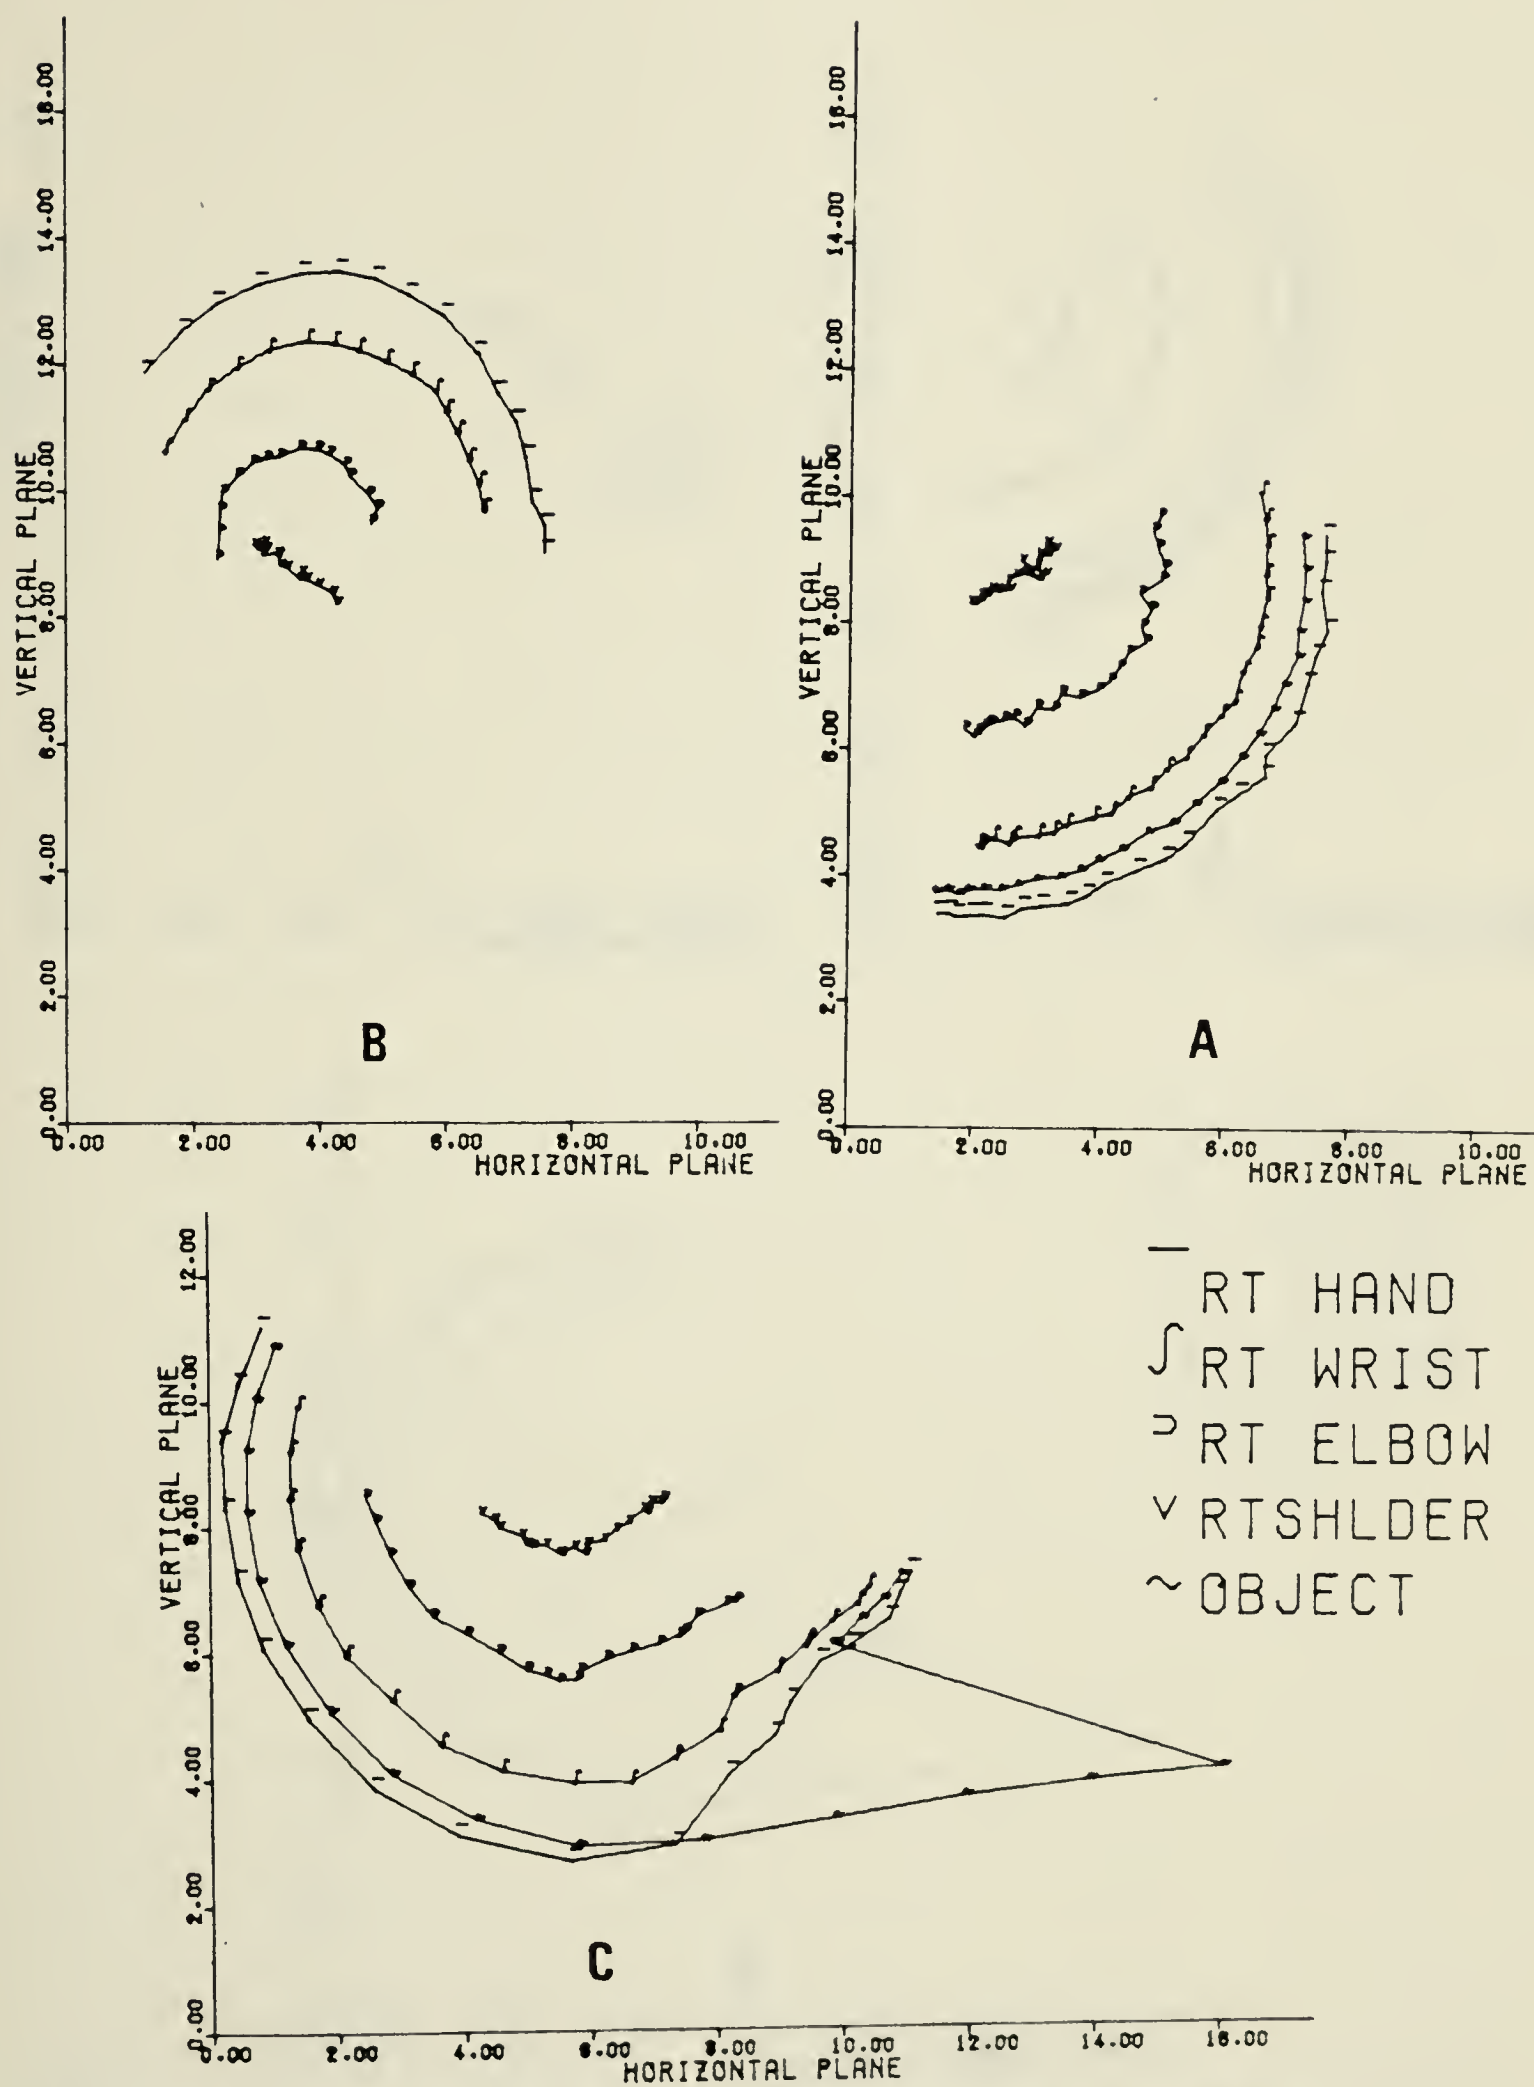 16.00
14.00
12.00
10.00
8.00
6.00
4.00
2.00
0.00
VERTICAL PLANE
0.00 2.00 4.00 6.00 8.00 10.00
HORIZONTAL PLANE
B
16.00
14.00
12.00
10.00
8.00
6.00
4.00
2.00
0.00
VERTICAL PLANE
0.00 2.00 4.00 6.00 8.00 10.00
HORIZONTAL PLANE
A
12.00
10.00
8.00
6.00
4.00
2.00
0.00
VERTICAL PLANE
0.00 2.00 4.00 6.00 8.00 10.00 12.00 14.00 16.00
HORIZONTAL PLANE
C
RT HAND
RT WRIST
RT ELBOW
RTSHLDER
OBJECT